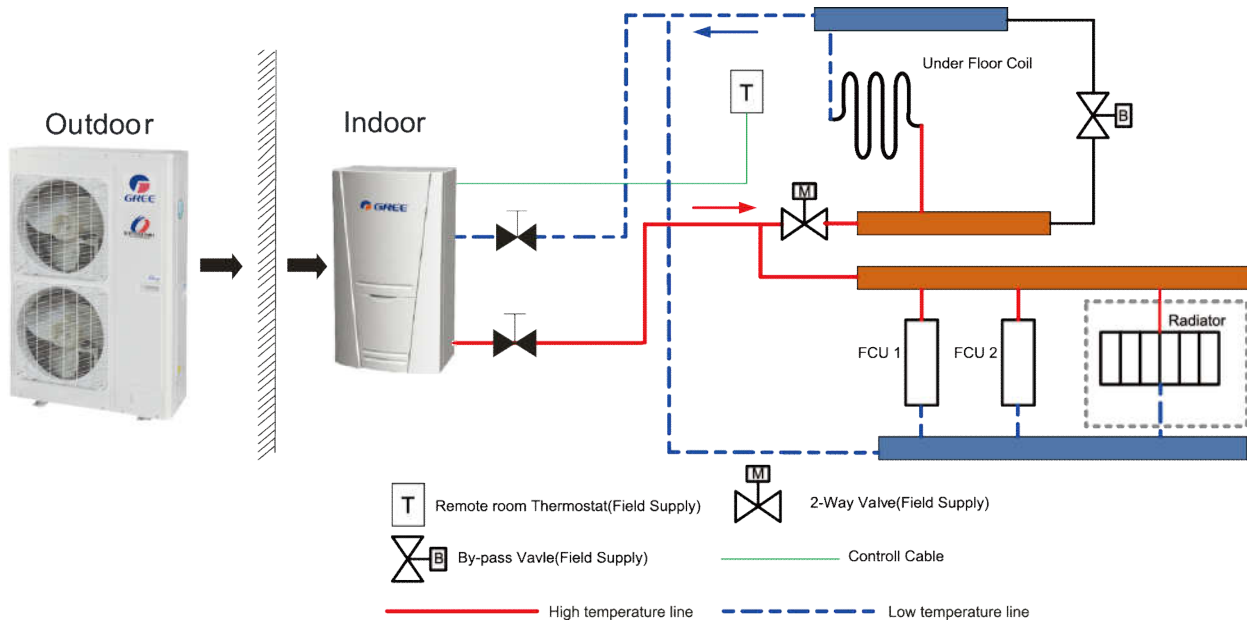 Outdoor
Indoor
GREE
GREE
T
Under Floor Coil
B
M
FCU 1
FCU 2
Radiator
T
Remote room Thermostat(Field Supply)
M
2-Way Valve(Field Supply)
B
By-pass Vavle(Field Supply)
Controll Cable
High temperature line
Low temperature line